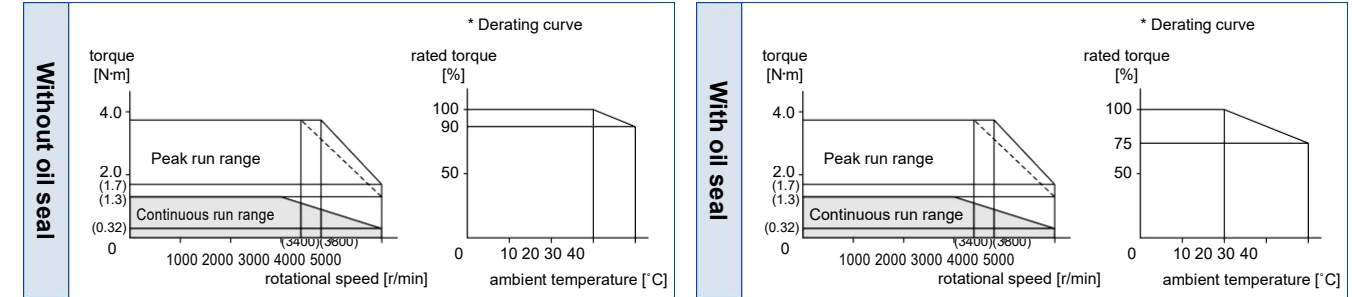 Without oil seal
torque
[N·m]
4.0
2.0
(1.7)
(1.3)
(0.32)
0
Peak run range
Continuous run range
(3400)(3800)
1000 2000 3000 4000 5000
rotational speed [r/min]
* Derating curve
rated torque
[%]
100
90
50
0
10 20 30 40
ambient temperature [˚C]
With oil seal
torque
[N·m]
4.0
2.0
(1.7)
(1.3)
(0.32)
0
Peak run range
Continuous run range
(3400)(3800)
1000 2000 3000 4000 5000
rotational speed [r/min]
* Derating curve
rated torque
[%]
100
75
50
0
10 20 30 40
ambient temperature [˚C]